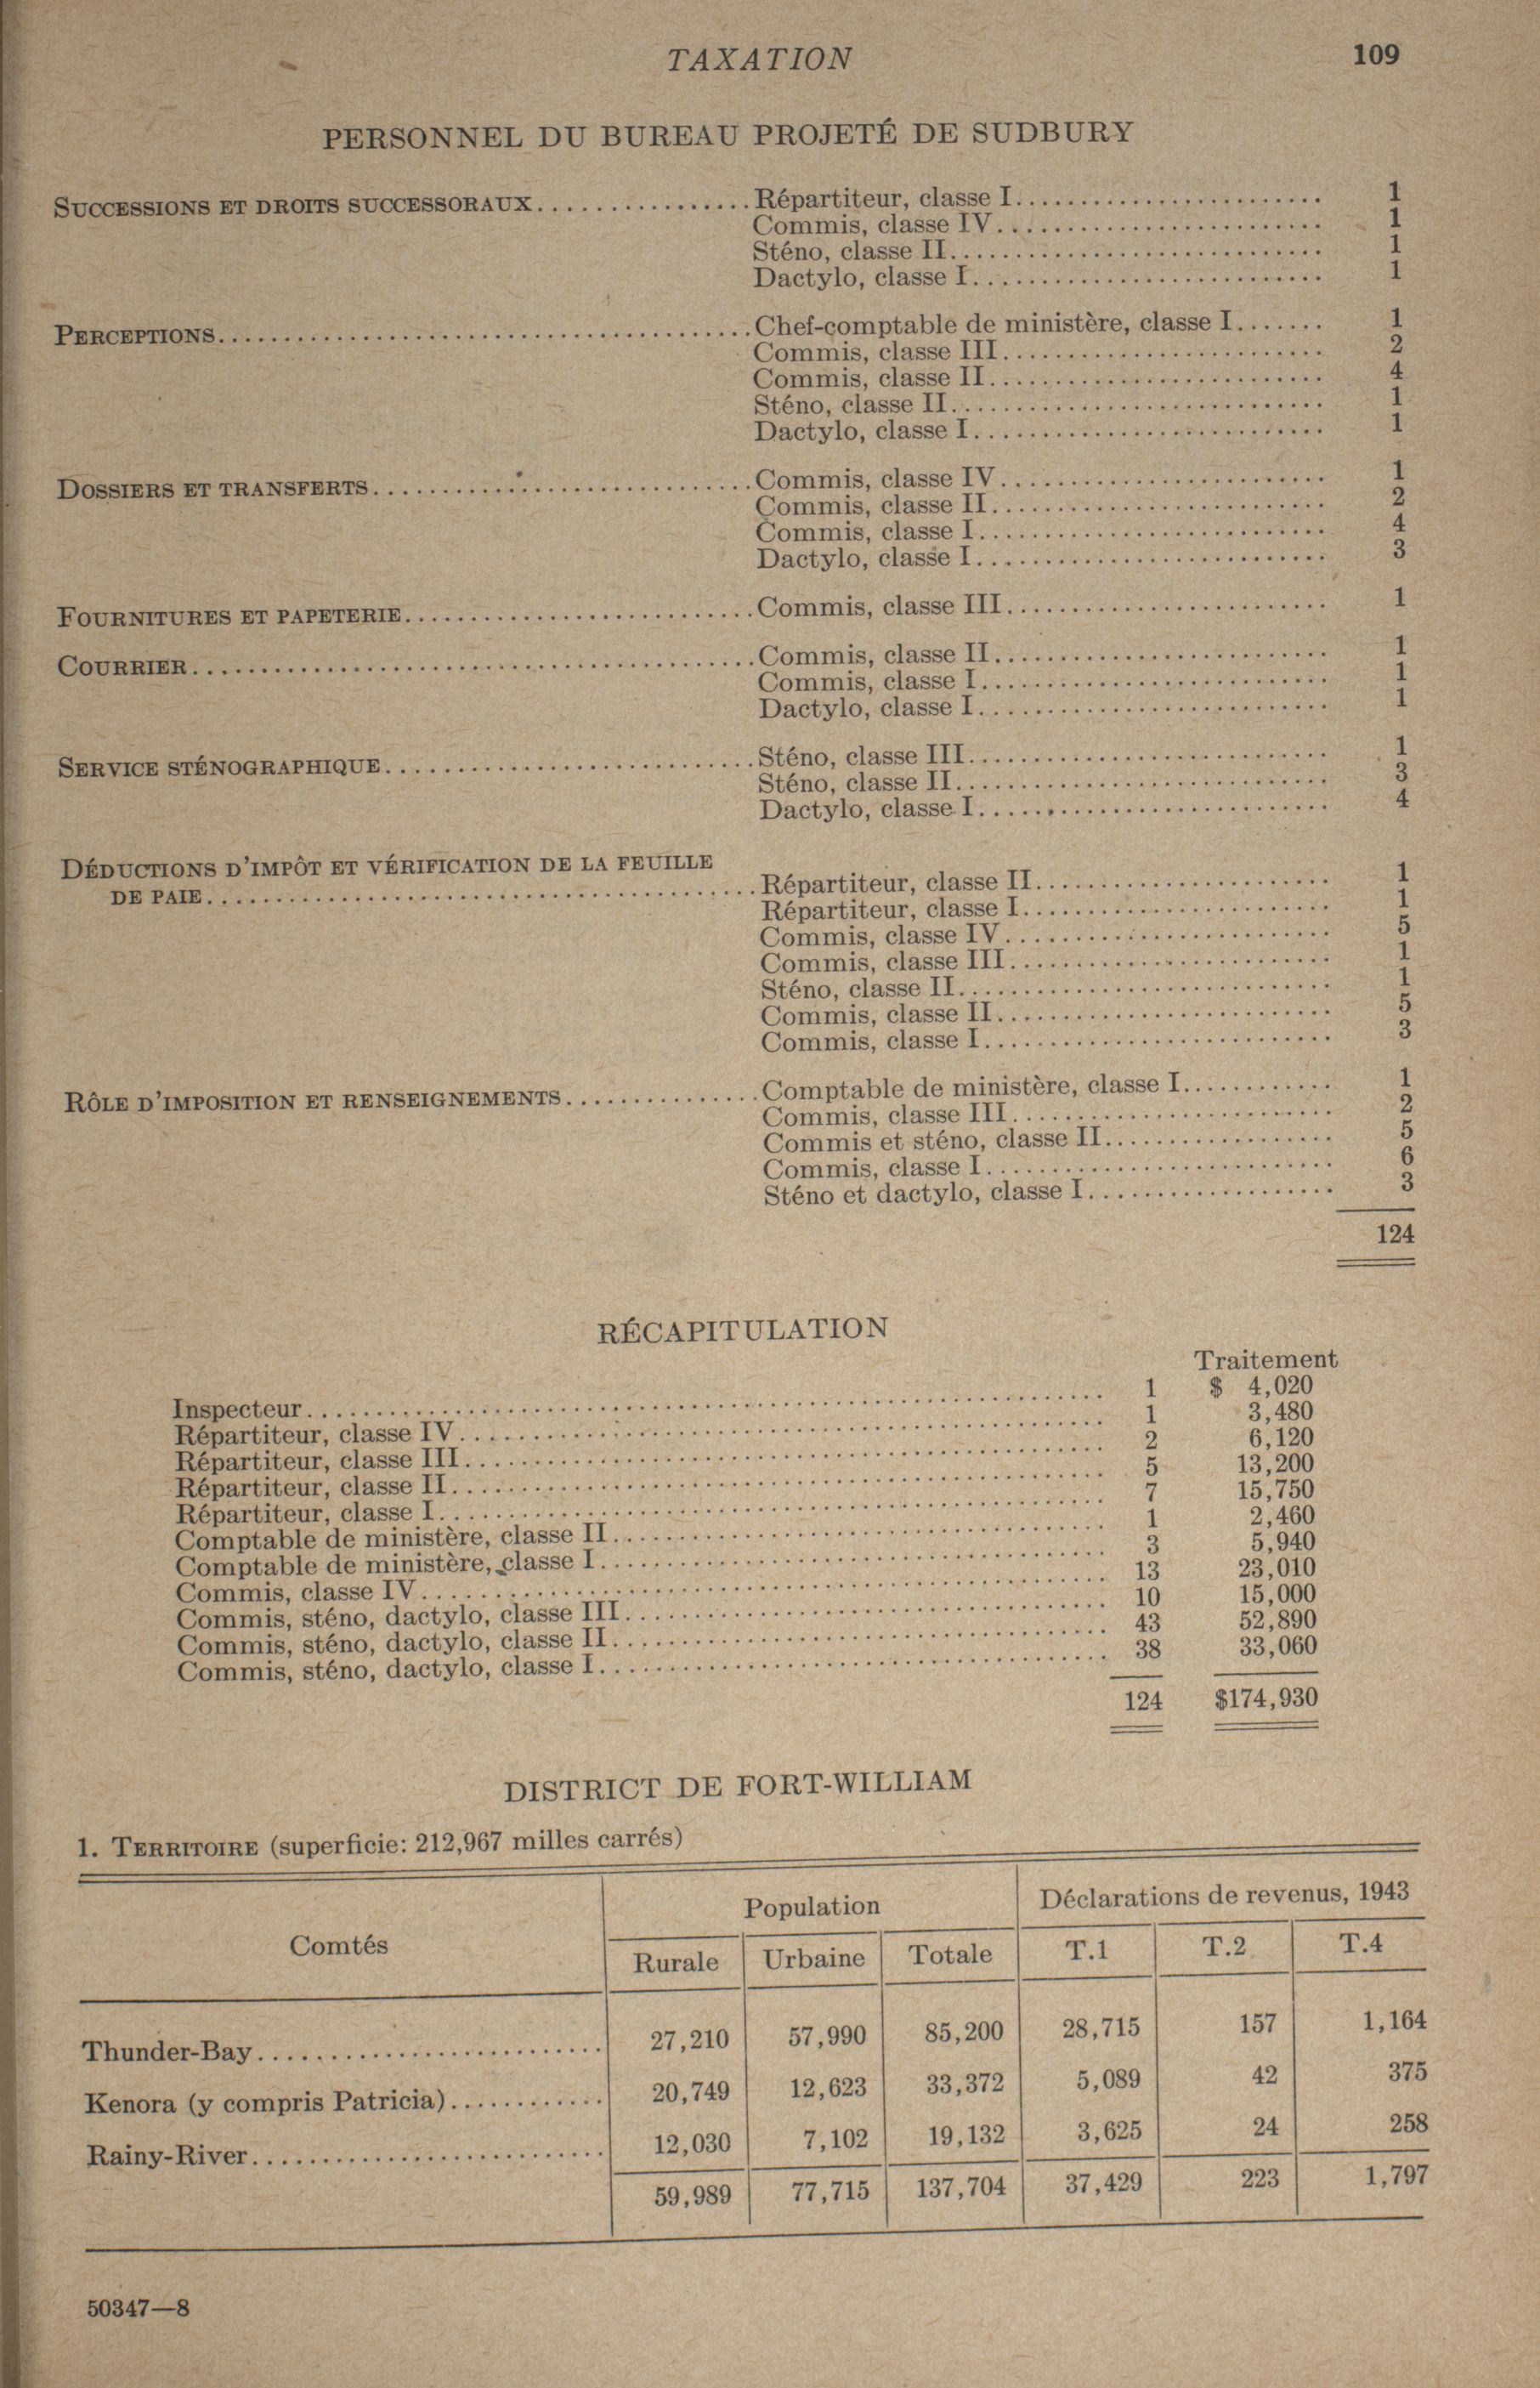 TAXATION 109
PERSONNEL DU BUREAU PROJETÉ DE SUDBURY
SUCCESSIONS ET DROITS SUCCESSORAUX.................Répartiteur, classe I........................ 1
Commis, classe IV........................ 1
Sténo, classe II........................ 1
Dactylo, classe I........................ 1
PERCEPTIONS........................Chef-comptable de ministère, classe I....... 1
Commis, classe III........................ 2
Commis, classe II........................ 4
Sténo, classe II........................ 1
Dactylo, classe I........................ 1
DOSSIERS ET TRANSFERTS........................Commis, classe IV........................ 1
Commis, classe II........................ 2
Commis, classe I........................ 4
Dactylo, classe I........................ 3
FOURNITURES ET PAPETERIE........................Commis, classe III........................ 1
COURRIER........................Commis, classe II........................ 1
Commis, classe I........................ 1
Dactylo, classe I........................ 1
SERVICE STÉNOGRAPHIQUE........................Sténo, classe III........................ 1
Sténo, classe II........................ 3
Dactylo, classe I........................ 4
DÉDUCTIONS D'IMPÔT ET VÉRIFICATION DE LA FEUILLE
DE PAIE........................Répartiteur, classe II........................ 1
Répartiteur, classe I........................ 1
Commis, classe IV........................ 5
Commis, classe III........................ 1
Sténo, classe II........................ 1
Commis, classe II........................ 5
Commis, classe I........................ 3
RÔLE D'IMPOSITION ET RENSEIGNEMENTS...............Comptable de ministère, classe I............ 1
Commis, classe III........................ 2
Commis et sténo, classe II.................. 5
Commis, classe I........................ 6
Sténo et dactylo, classe I.................... 3
124
RÉCAPITULATION
Traitement
Inspecteur........................ 1 $ 4,020
Répartiteur, classe IV........................ 1 3,480
Répartiteur, classe III........................ 2 6,120
Répartiteur, classe II........................ 5 13,200
Répartiteur, classe I........................ 7 15,750
Comptable de ministère, classe II........................ 1 2,460
Comptable de ministère, classe I........................ 3 5,940
Commis, classe IV........................ 13 23,010
Commis, sténo, dactylo, classe III........................ 10 15,000
Commis, sténo, dactylo, classe II........................ 43 52,890
Commis, sténo, dactylo, classe I........................ 38 33,060
124 $174,930
DISTRICT DE FORT-WILLIAM
1. TERRITOIRE (superficie: 212,967 milles carrés)
Comtés Population Déclarations de revenus, 1943
Rurale Urbaine Totale T.1 T.2 T.4
Thunder-Bay........................ 27,210 57,990 85,200 28,715 157 1,164
Kenora (y compris Patricia)............ 20,749 12,623 33,372 5,089 42 375
Rainy-River........................ 12,030 7,102 19,132 3,625 24 258
59,989 77,715 137,704 37,429 223 1,797
50347—8